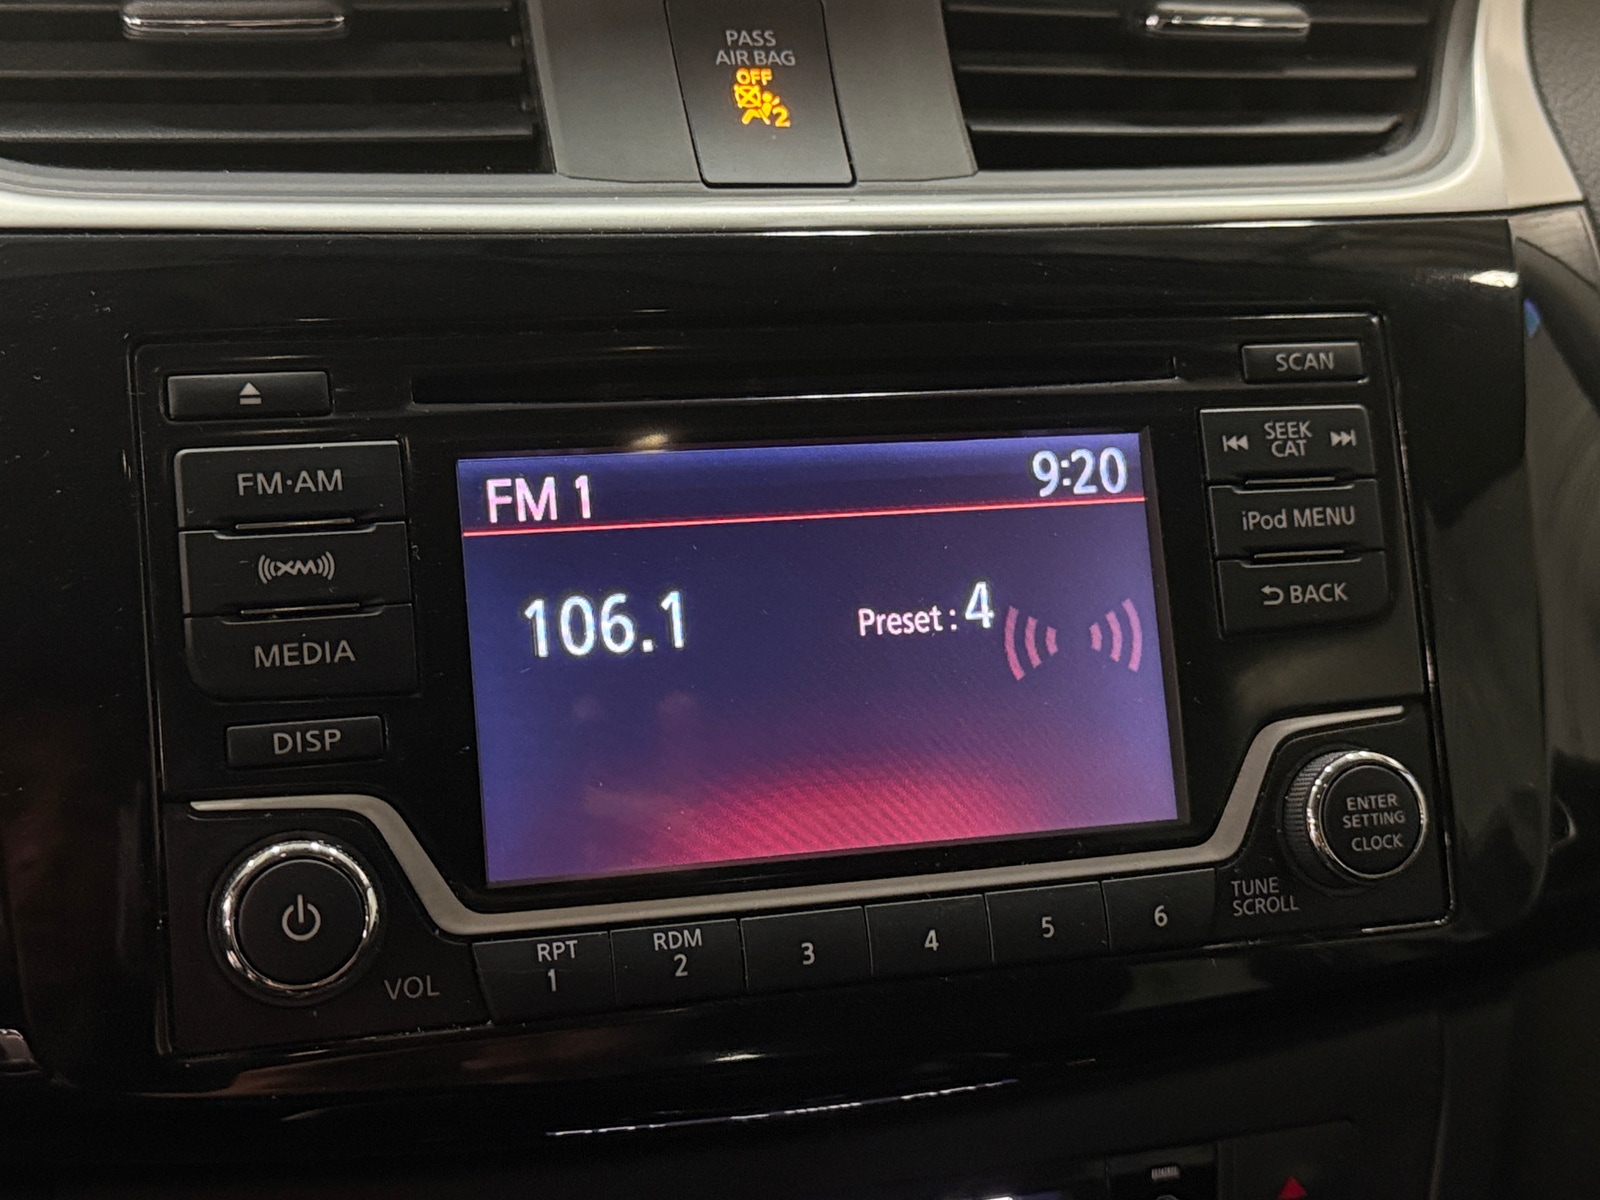 PASS
AIR BAG
OFF
2
SCAN
FM·AM
SEEK
CAT
XM
iPod MENU
MEDIA
BACK
DISP
FM 1 9:20
106.1 Preset : 4
ENTER
SETTING
CLOCK
TUNE
SCROLL
VOL
RPT
1
RDM
2
3
4
5
6